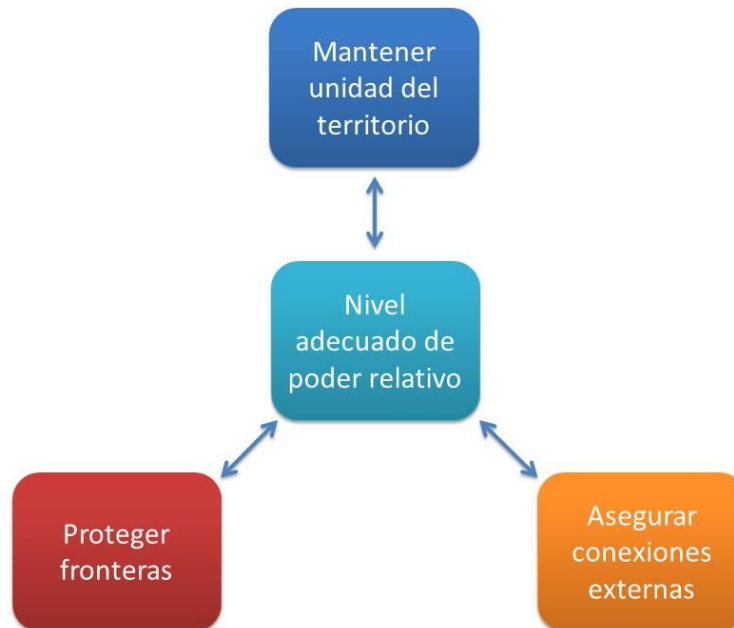 Mantener
unidad del
territorio
Nivel
adecuado de
poder relativo
Proteger
fronteras
Asegurar
conexiones
externas